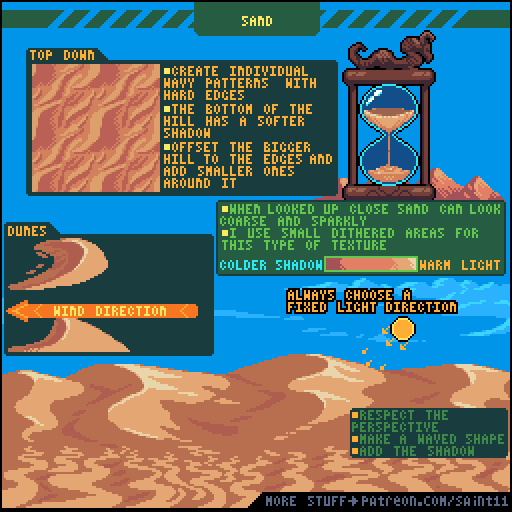 SAND
TOP DOWN
CREATE INDIVIDUAL
WAVY PATTERNS WITH
HARD EDGES
THE BOTTOM OF THE
HILL HAS A SOFTER
SHADOW
OFFSET THE BIGGER
HILL TO THE EDGES AND
ADD SMALLER ONES
AROUND IT
WHEN LOOKED UP CLOSE SAND CAN LOOK
COARSE AND SPARKLY
I USE SMALL DITHERED AREAS FOR
THIS TYPE OF TEXTURE
COLDER SHADOW WARM LIGHT
DUNES
WIND DIRECTION
ALWAYS CHOOSE A
FIXED LIGHT DIRECTION
RESPECT THE
PERSPECTIVE
MAKE A WAVED SHAPE
ADD THE SHADOW
MORE STUFF→PATREON.COM/SAINT11